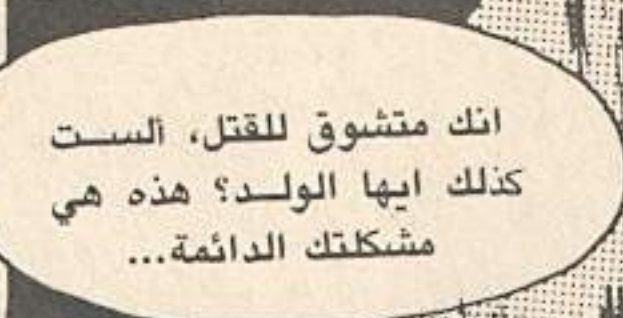 انك متشوق للقتل، ألست
كذلك ايها الولد؟ هذه هي
مشكلتك الدائمة...